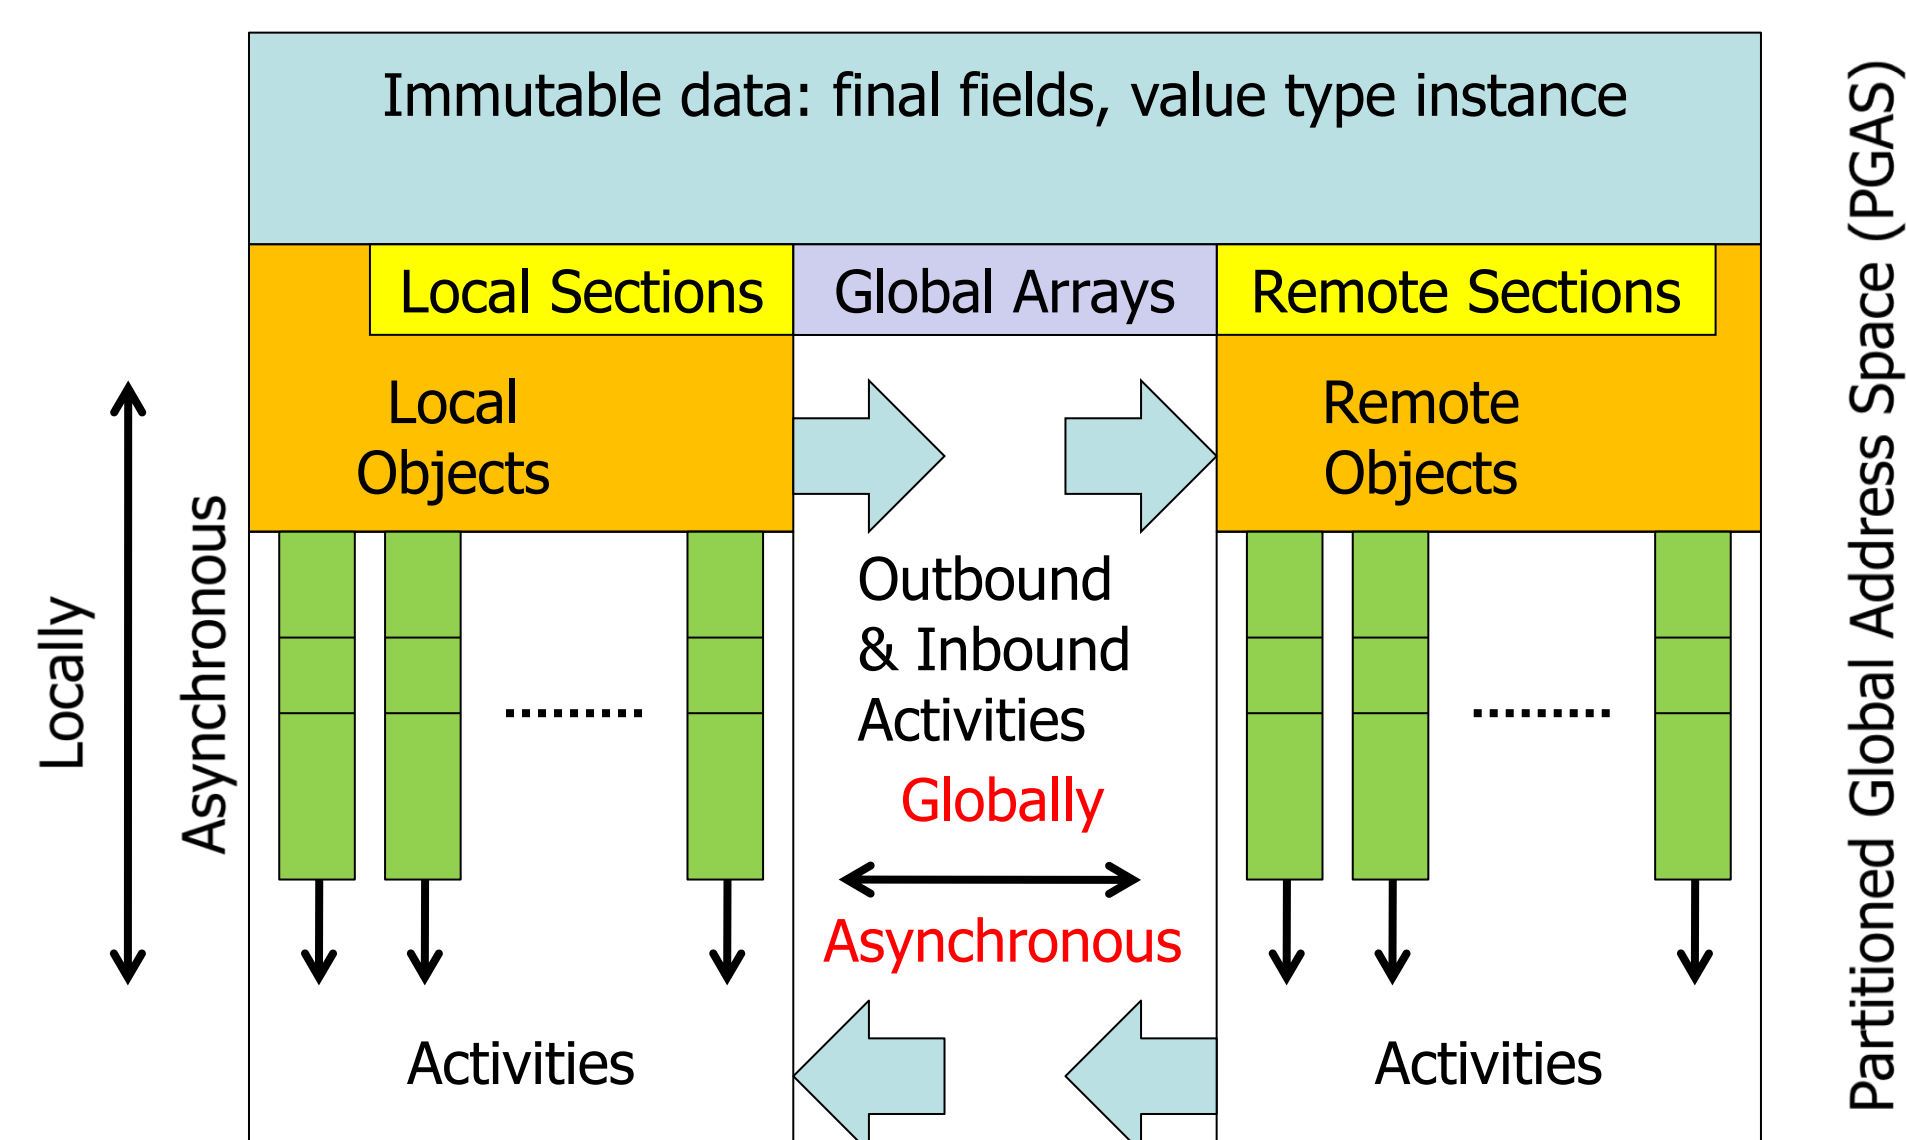 Immutable data: final fields, value type instance
Local Sections
Global Arrays
Remote Sections
Local
Objects
Remote
Objects
Locally
Asynchronous
Outbound
& Inbound
Activities
Globally
Asynchronous
Activities
Activities
Partitioned Global Address Space (PGAS)